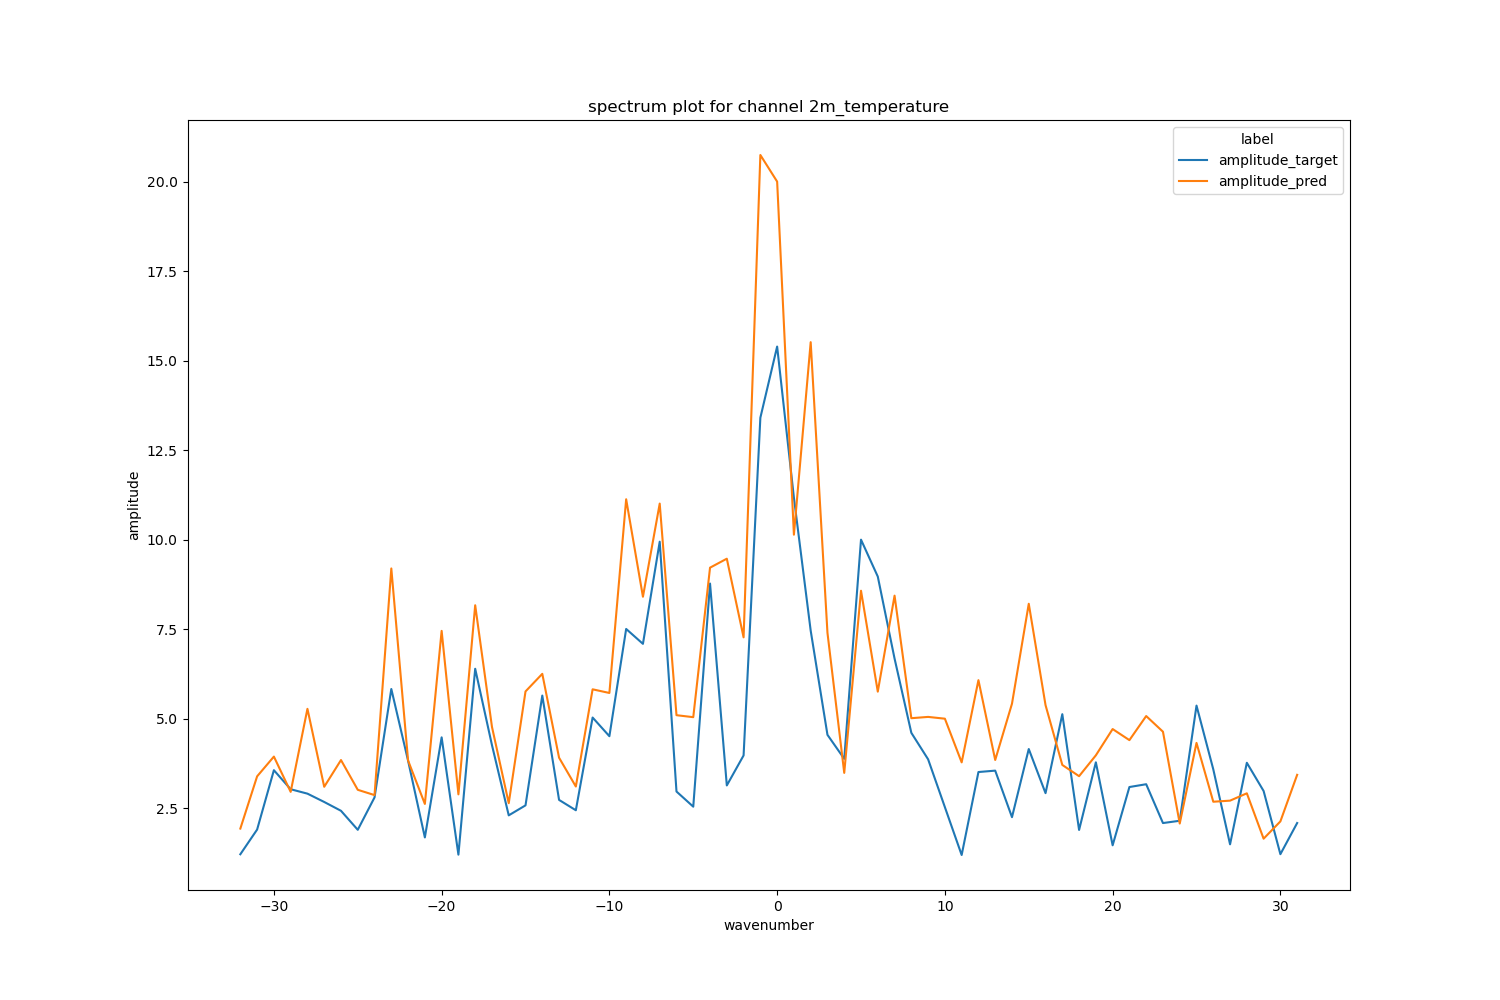 spectrum plot for channel 2m_temperature
label
amplitude_target
amplitude_pred
20.0
17.5
15.0
12.5
10.0
7.5
5.0
2.5
amplitude
−30
−20
−10
0
10
20
30
wavenumber